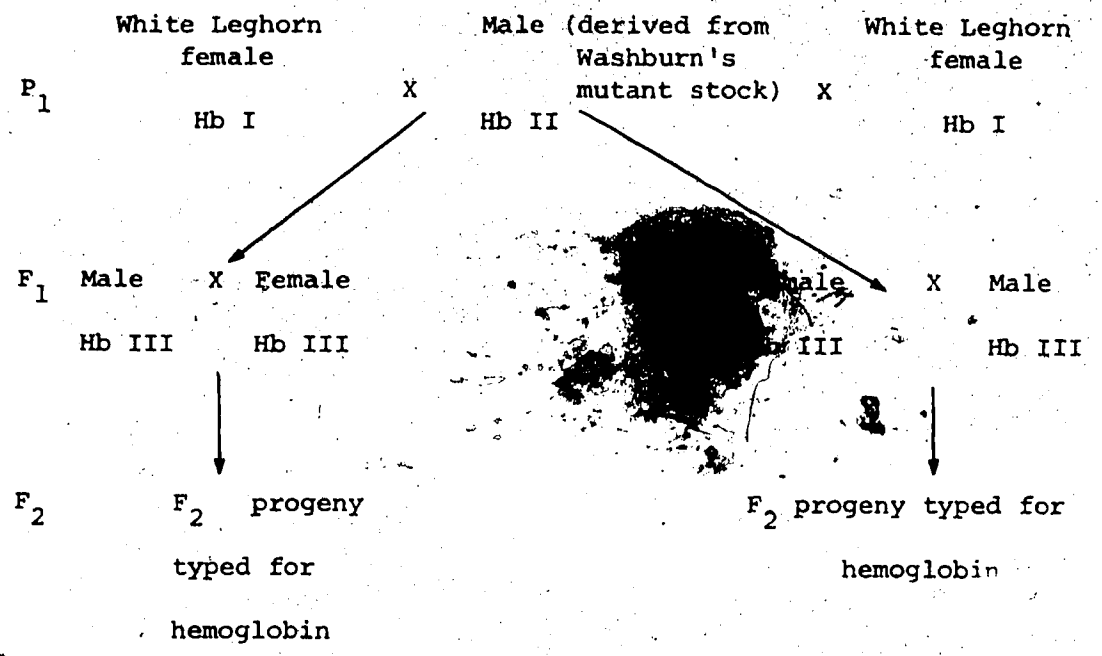 White Leghorn female
Male (derived from Washburn's mutant stock)
White Leghorn female
P1 X X
Hb I Hb II Hb I
F1 Male X Female X Male
Hb III Hb III III Hb III
F2 F2 progeny typed for hemoglobin
F2 progeny typed for hemoglobin